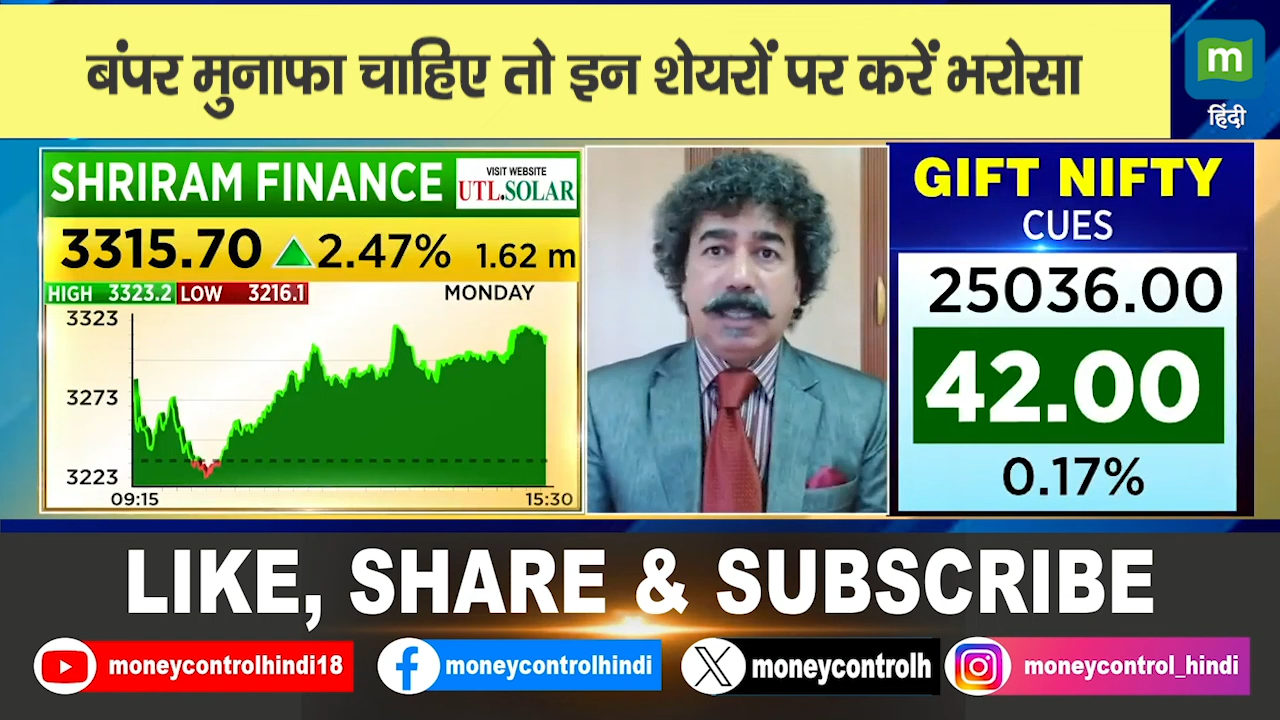 बंपर मुनाफा चाहिए तो इन शेयरों पर करें भरोसा
m
हिंदी
SHRIRAM FINANCE
VISIT WEBSITE
UTL.SOLAR
3315.70 2.47% 1.62 m
HIGH 3323.2 LOW 3216.1
MONDAY
3323
3273
3223
09:15 15:30
GIFT NIFTY
CUES
25036.00
42.00
0.17%
LIKE, SHARE & SUBSCRIBE
moneycontrolhindi18 moneycontrolhindi moneycontrolh moneycontrol_hindi